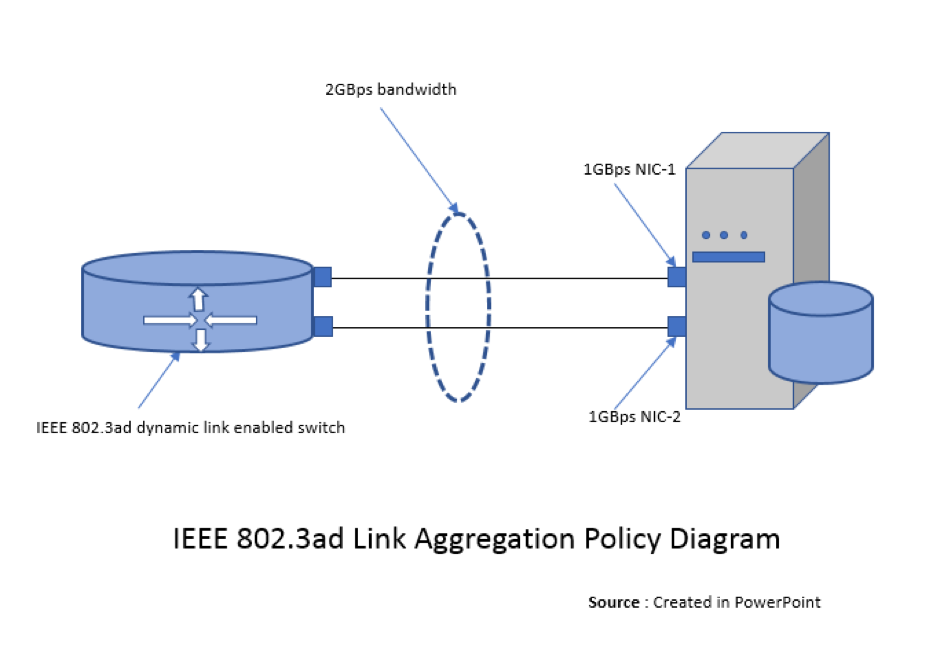 2GBps bandwidth
1GBps NIC-1
1GBps NIC-2
IEEE 802.3ad dynamic link enabled switch
IEEE 802.3ad Link Aggregation Policy Diagram
Source : Created in PowerPoint